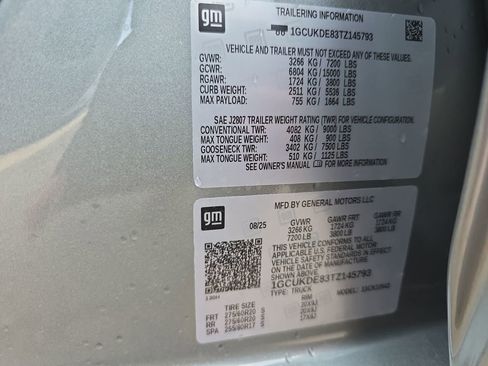 gm
TRAILERING INFORMATION
1GCUKDE83TZ145793
VEHICLE AND TRAILER MUST NOT EXCEED ANY OF THESE VALUES.
GVWR: 3266 KG / 7200 LBS
GCWR: 6804 KG / 15000 LBS
RGAWR: 1724 KG / 3800 LBS
CURB WEIGHT: 2511 KG / 5536 LBS
MAX PAYLOAD: 755 KG / 1664 LBS
SAE J2807 TRAILER WEIGHT RATING (TWR) FOR VEHICLE CONFIGURATION.
CONVENTIONAL TWR: 4082 KG / 9000 LBS
MAX TONGUE WEIGHT: 408 KG / 900 LBS
GOOSENECK TWR: 3402 KG / 7500 LBS
MAX TONGUE WEIGHT: 510 KG / 1125 LBS
SEE OWNER'S MANUAL FOR MORE INFORMATION
gm
MFD BY GENERAL MOTORS LLC
08/25 GVWR GAWR FRT GAWR RR
3266 KG 1724 KG 1724 KG
7200 LB 3800 LB 3800 LB
THIS VEHICLE CONFORMS TO ALL
APPLICABLE U.S. FEDERAL MOTOR
VEHICLE SAFETY STANDARDS IN
EFFECT ON THE DATE OF MANUFACTURE
SHOWN ABOVE.
1GCUKDE83TZ145793
TYPE: TRUCK MODEL:
TIRE SIZE RIM
FRT 275/60R20 S 20X9J
RR 275/60R20 S 20X9J
255/80R17 S 17X8J